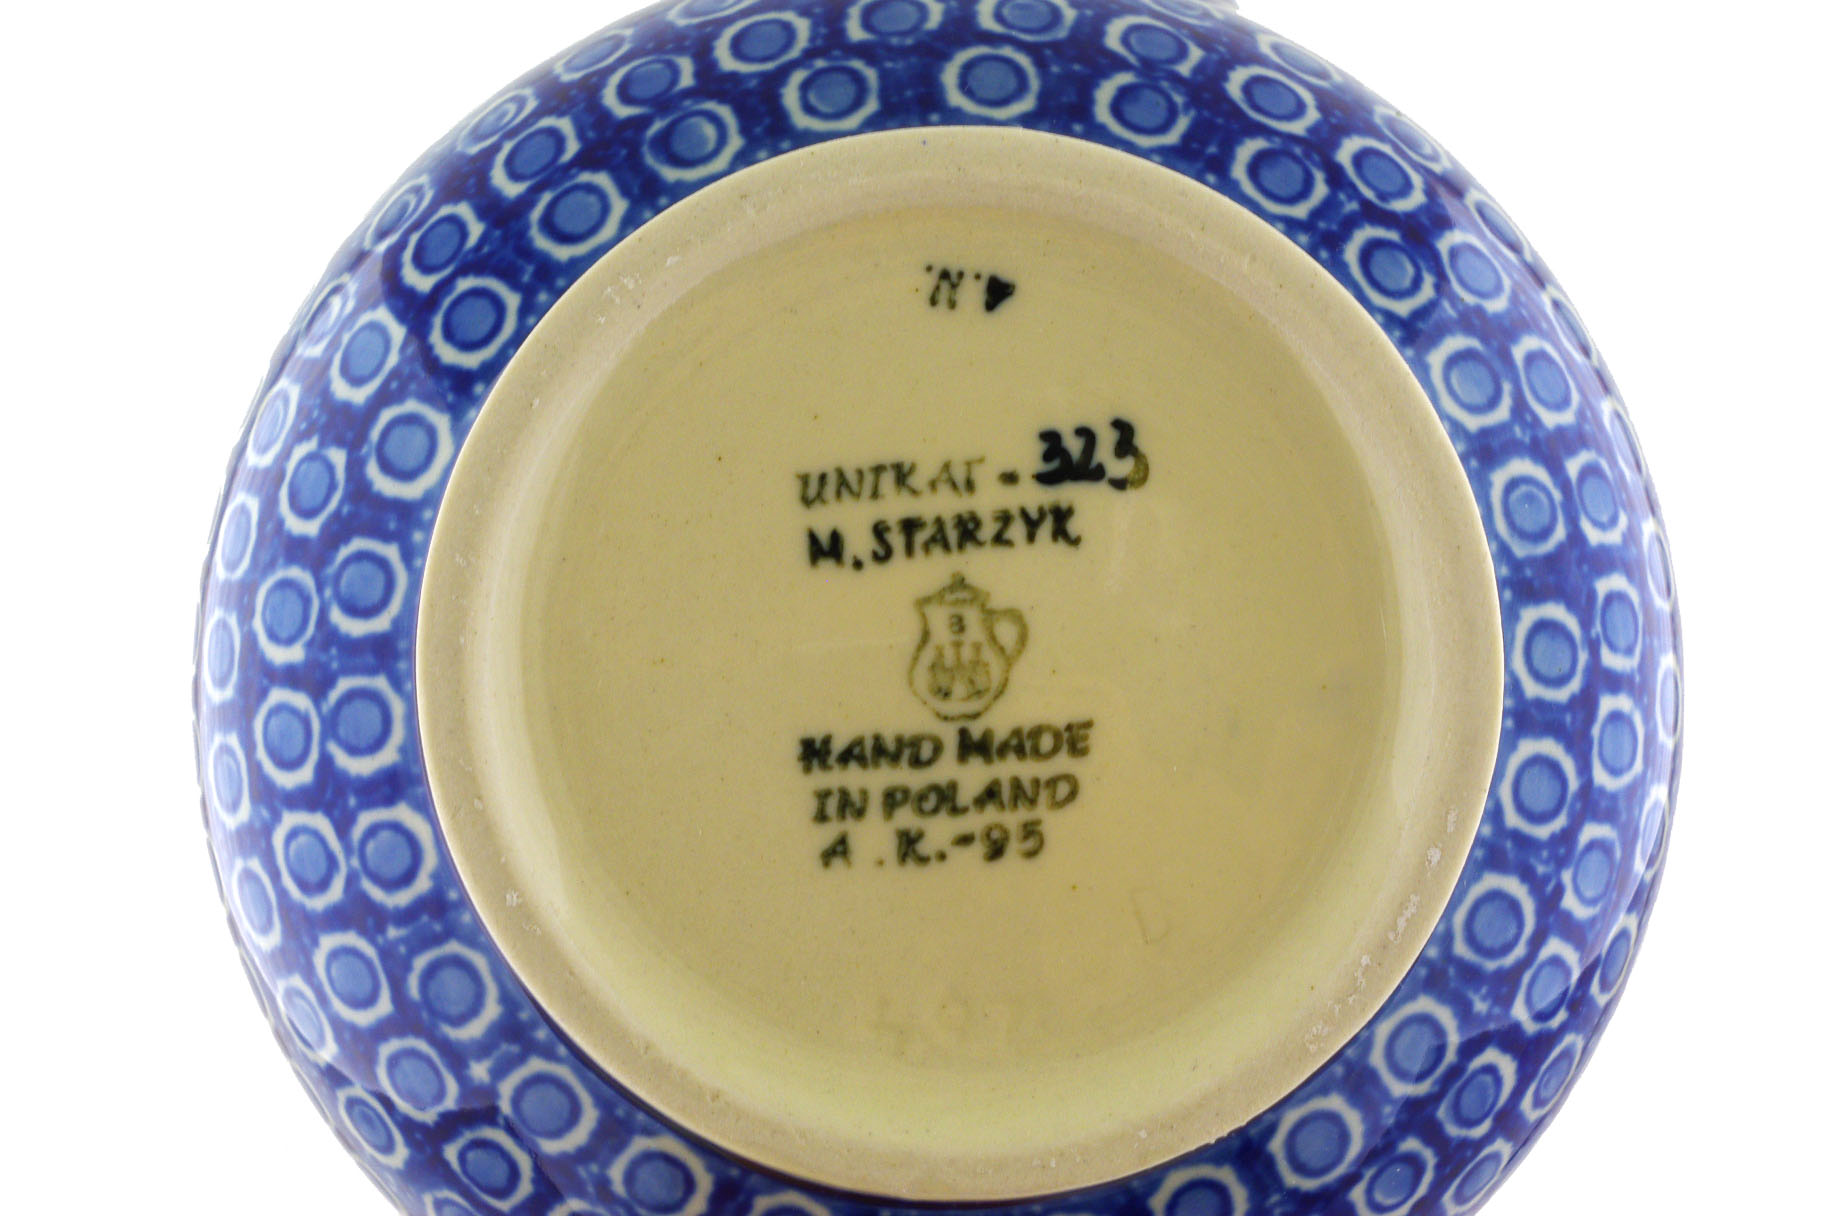 UNIKAT - 323
M. STARZYK
B
HAND MADE
IN POLAND
A.K.-95